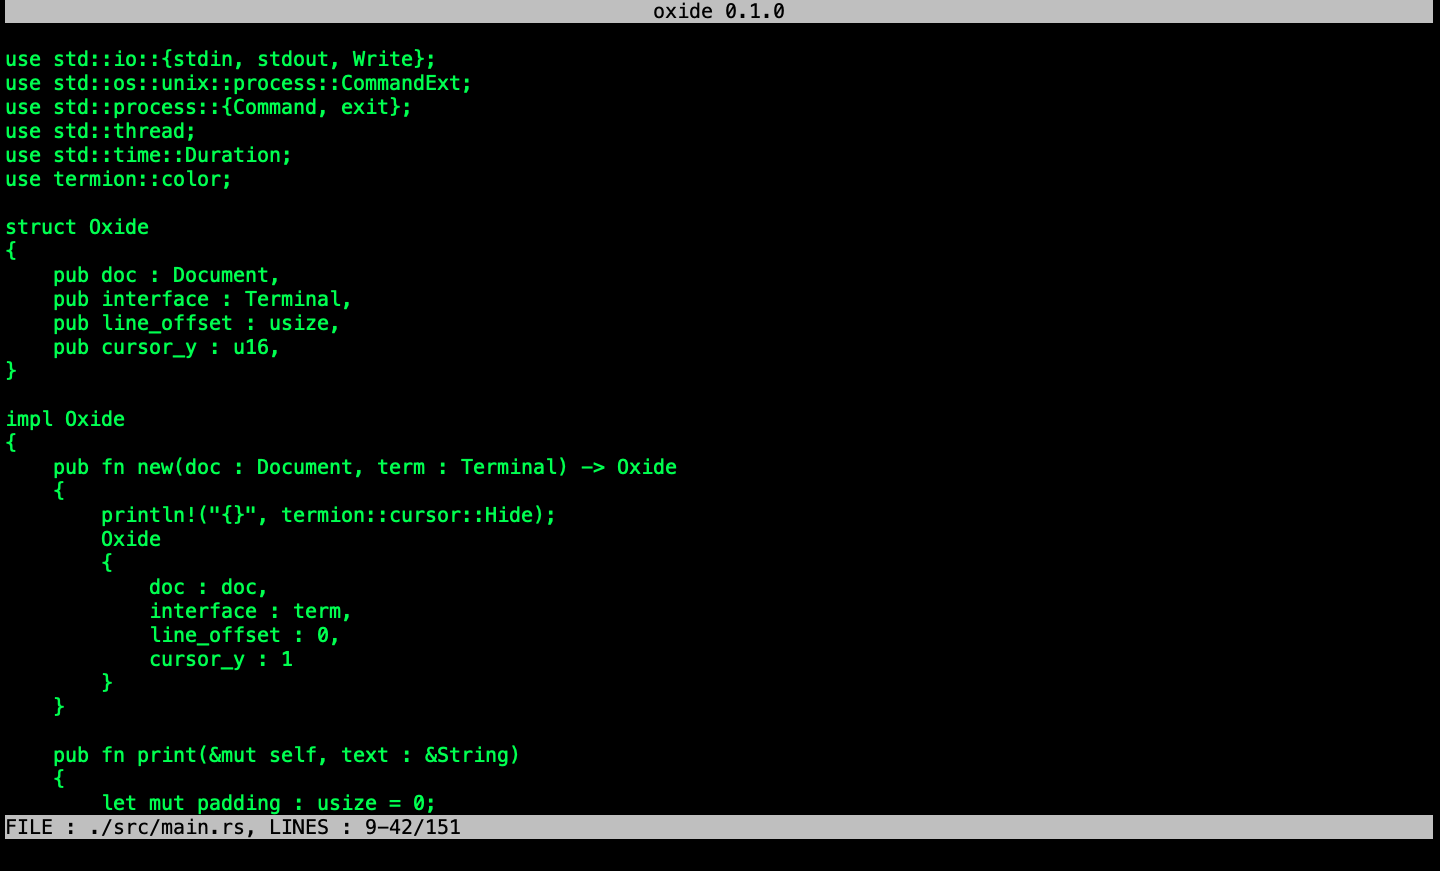 oxide 0.1.0
use std::io::{stdin, stdout, Write};
use std::os::unix::process::CommandExt;
use std::process::{Command, exit};
use std::thread;
use std::time::Duration;
use termion::color;

struct Oxide
{
    pub doc : Document,
    pub interface : Terminal,
    pub line_offset : usize,
    pub cursor_y : u16,
}

impl Oxide
{
    pub fn new(doc : Document, term : Terminal) -> Oxide
    {
        println!("{}", termion::cursor::Hide);
        Oxide
        {
            doc : doc,
            interface : term,
            line_offset : 0,
            cursor_y : 1
        }
    }

    pub fn print(&mut self, text : &String)
    {
        let mut padding : usize = 0;
FILE : ./src/main.rs, LINES : 9-42/151